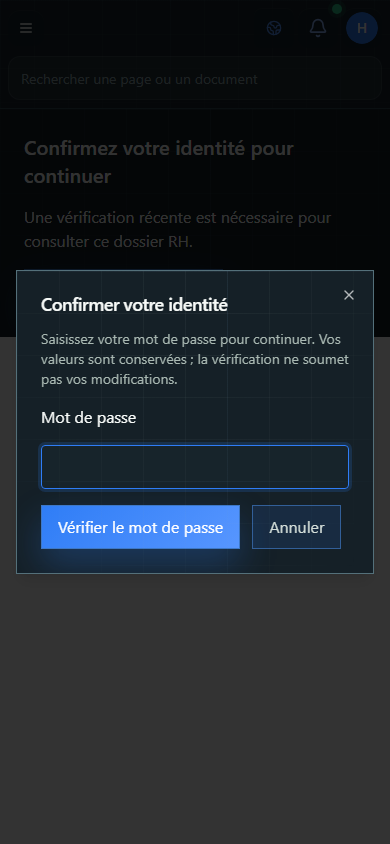 H
Rechercher une page ou un document
Confirmez votre identité pour
continuer
Une vérification récente est nécessaire pour
consulter ce dossier RH.
Confirmer votre identité
Saisissez votre mot de passe pour continuer. Vos
valeurs sont conservées ; la vérification ne soumet
pas vos modifications.
Mot de passe
Vérifier le mot de passe
Annuler